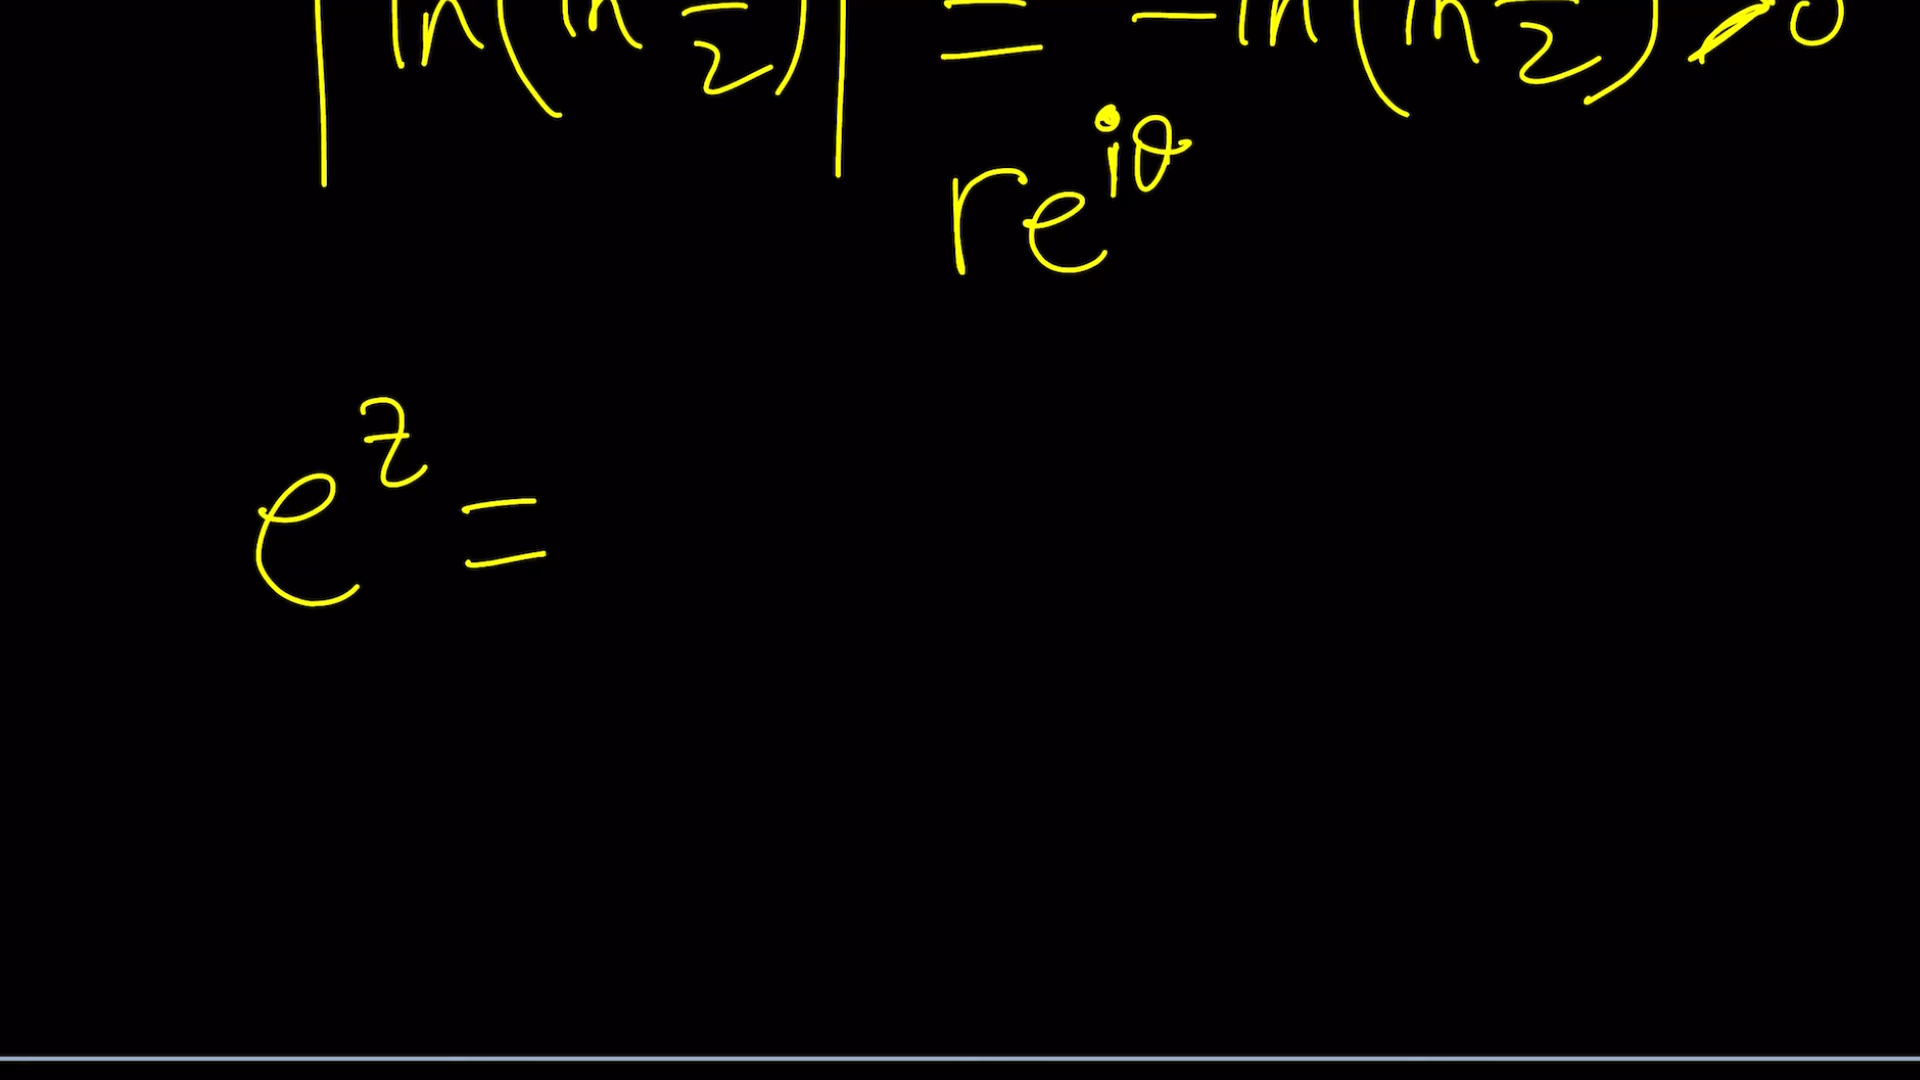 |ln(ln —/2)| = -ln(ln —/2) > 0
re^{iθ}
e^z =